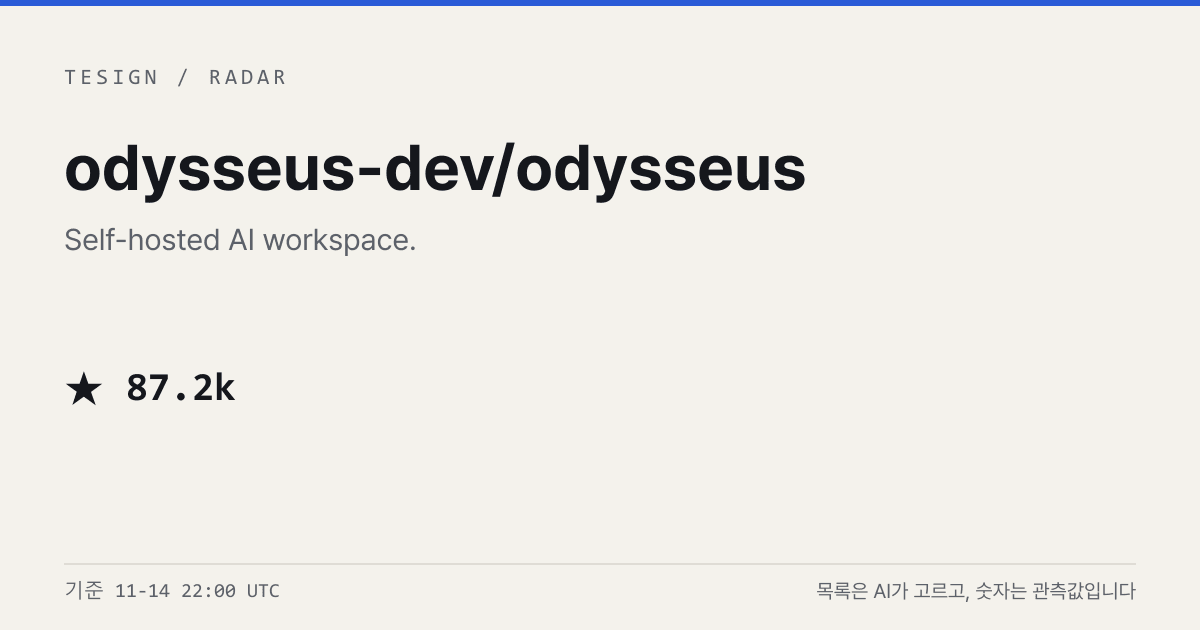 TESIGN / RADAR
odysseus-dev/odysseus
Self-hosted AI workspace.
★ 87.2k
기준 11-14 22:00 UTC
목록은 AI가 고르고, 숫자는 관측값입니다